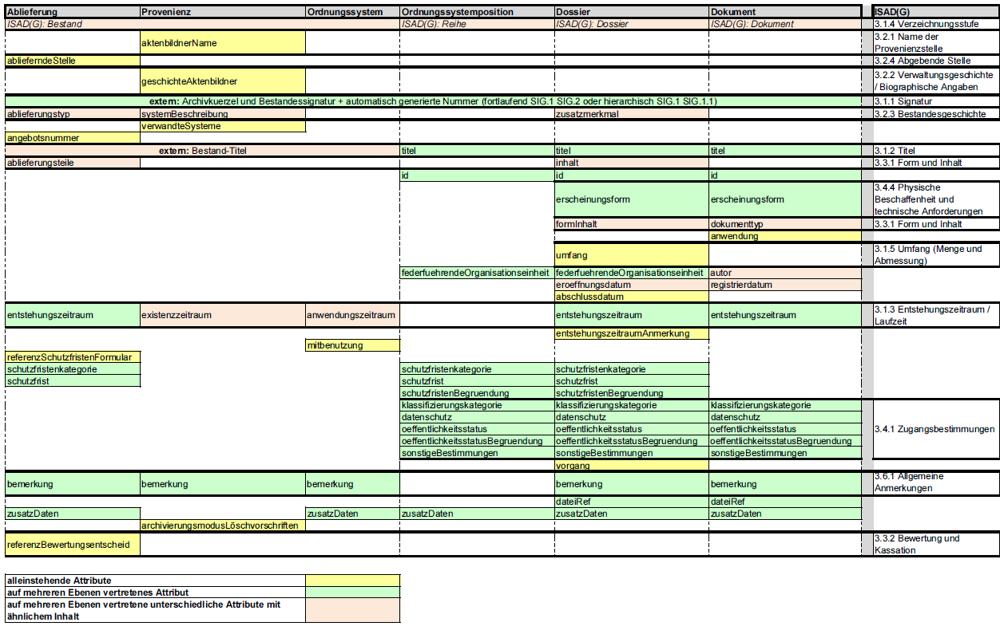 Ablieferung Provenienz Ordnungssystem Ordnungssystemposition Dossier Dokument ISAD(G)
ISAD(G): Bestand ISAD(G): Reihe ISAD(G): Dossier ISAD(G): Dokument 3.1.4 Verzeichnungsstufe
aktenbildnerName 3.2.1 Name der
Provenienzstelle
abliefterndeStelle 3.2.4 Abgebende Stelle
geschichteAktenbildner 3.2.2 Verwaltungsgeschichte
/ Biographische Angaben
extern: Archivkuerzel und Bestandessignatur + automatisch generierte Nummer (fortlaufend SIG.1 SIG.2 oder hierarchisch SIG.1 SIG.1.1) 3.1.1 Signatur
ablieferungstyp systemBeschreibung zusatzmerkmal 3.2.3 Bestandesgeschichte
verwandteSysteme
angebotsnummer
extern: Bestand-Titel titel titel titel 3.1.2 Titel
ablieferungsteile inhalt 3.3.1 Form und Inhalt
id id id
erscheinungsform erscheinungsform 3.4.4 Physische
Beschaffenheit und
technische Anforderungen
formInhalt dokumenttyp 3.3.1 Form und Inhalt
anwendung
umfang 3.1.5 Umfang (Menge und
Abmessung)
federfuehrendeOrganisationseinheit federfuehrendeOrganisationseinheit autor
eroeffnungsdatum registrierdatum
abschlussdatum
entstehungszeitraum existenzzeitraum anwendungszeitraum entstehungszeitraum entstehungszeitraum 3.1.3 Entstehungszeitraum /
Laufzeit
entstehungszeitraumAnmerkung
mitbenutzung
referenzSchutzfristenFormular
schutzfristenkategorie schutzfristenkategorie schutzfristenkategorie
schutzfrist schutzfrist schutzfrist
schutzfristenBegruendung schutzfristenBegruendung
klassifizierungskategorie klassifizierungskategorie klassifizierungskategorie
datenschutz datenschutz datenschutz
oeffentlichkeitsstatus oeffentlichkeitsstatus oeffentlichkeitsstatus 3.4.1 Zugangsbestimmungen
oeffentlichkeitsstatusBegruendung oeffentlichkeitsstatusBegruendung oeffentlichkeitsstatusBegruendung
sonstigeBestimmungen sonstigeBestimmungen sonstigeBestimmungen
vorgang
bemerkung bemerkung bemerkung bemerkung bemerkung 3.6.1 Allgemeine
Anmerkungen
dateiRef dateiRef
zusatzDaten zusatzDaten zusatzDaten zusatzDaten zusatzDaten
archivierungsmodusLöschvorschriften
referenzBewertungsentscheid 3.3.2 Bewertung und
Kassation
alleinstehende Attribute
auf mehreren Ebenen vertretenes Attribut
auf mehreren Ebenen vertretene unterschiedliche Attribute mit
ähnlichem Inhalt